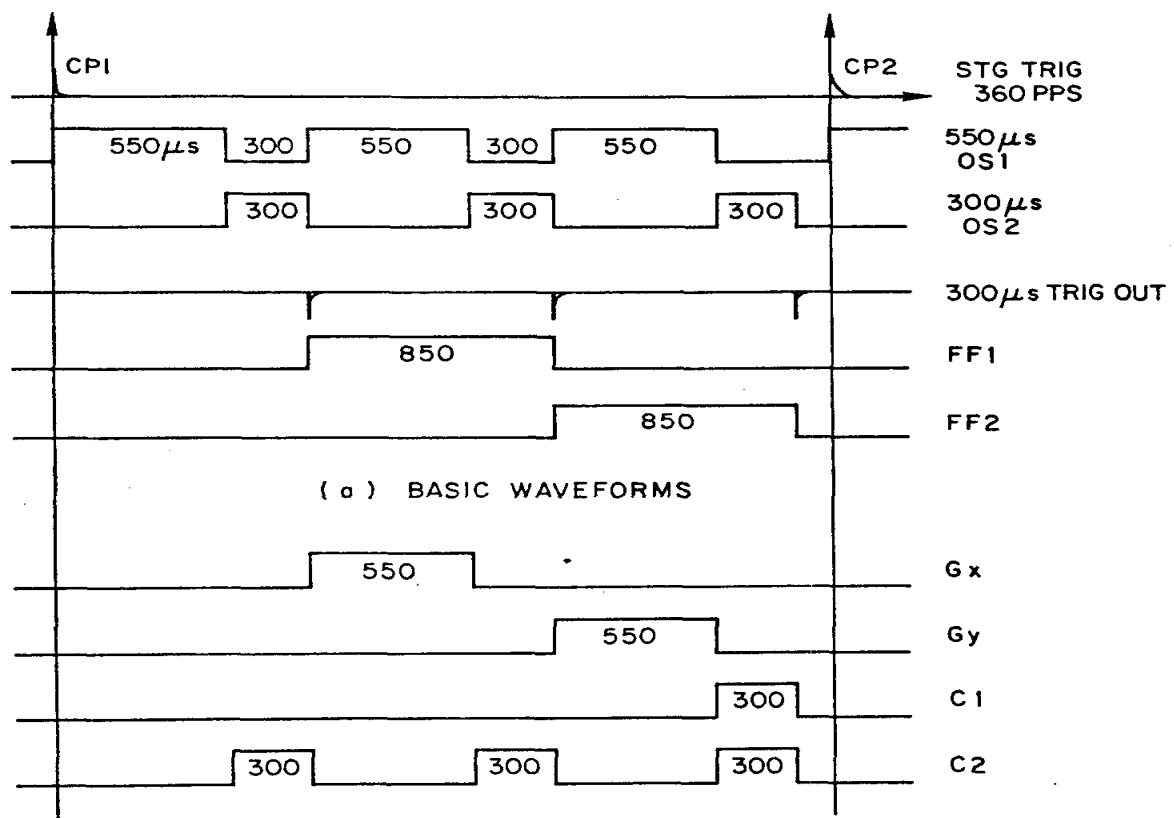 CP1
CP2
STG TRIG
360 PPS
550μs 300 550 300 550
550μs
OS1
300 300 300
300μs
OS2
300μs TRIG OUT
850
FF1
850
FF2
(a) BASIC WAVEFORMS
550
Gx
550
Gy
300
C1
300 300 300
C2